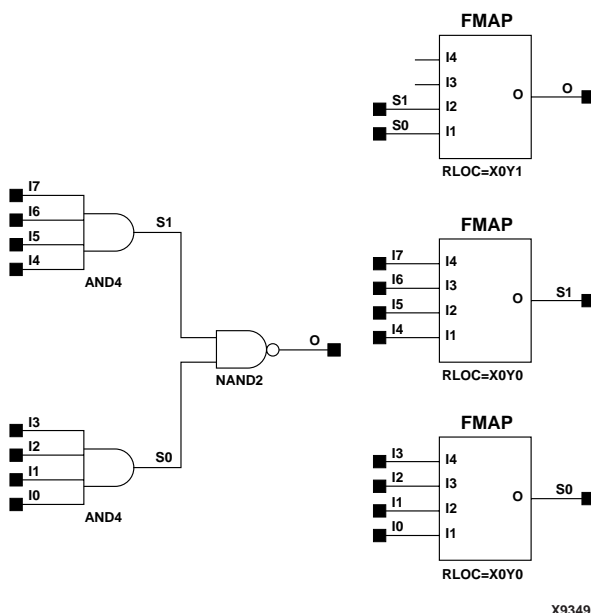 I7
I6
I5
I4
S1
AND4
I3
I2
I1
I0
S0
AND4
O
NAND2
FMAP
I4
I3
S1 I2
S0 I1
O O
RLOC=X0Y1
FMAP
I7 I4
I6 I3
I5 I2
I4 I1
O S1
RLOC=X0Y0
FMAP
I3 I4
I2 I3
I1 I2
I0 I1
O S0
RLOC=X0Y0
X9349